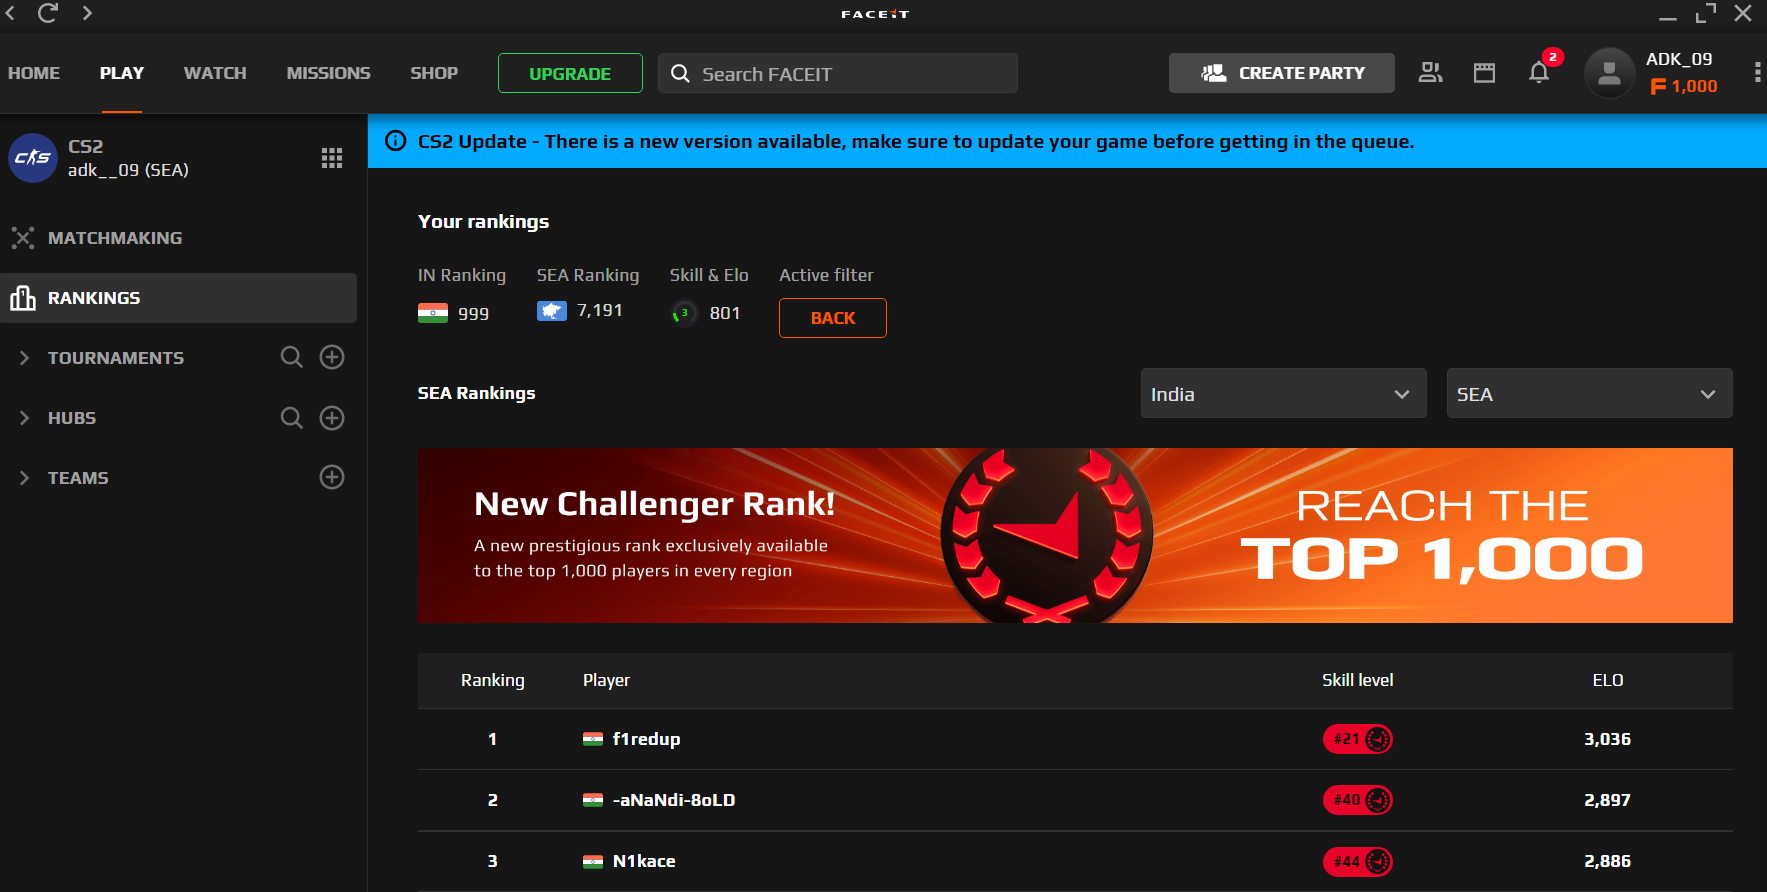 FACEIT
HOME PLAY WATCH MISSIONS SHOP UPGRADE Search FACEIT CREATE PARTY 2 ADK_09
1,000
CS2
adk__09 (SEA)
MATCHMAKING
RANKINGS
TOURNAMENTS
HUBS
TEAMS
CS2 Update - There is a new version available, make sure to update your game before getting in the queue.
Your rankings
IN Ranking SEA Ranking Skill & Elo Active filter
999 7,191 3 801 BACK
SEA Rankings India SEA
New Challenger Rank!
A new prestigious rank exclusively available
to the top 1,000 players in every region
REACH THE
TOP 1,000
Ranking Player Skill level ELO
1 f1redup #21 3,036
2 -aNaNdi-8oLD #40 2,897
3 N1kace #44 2,886